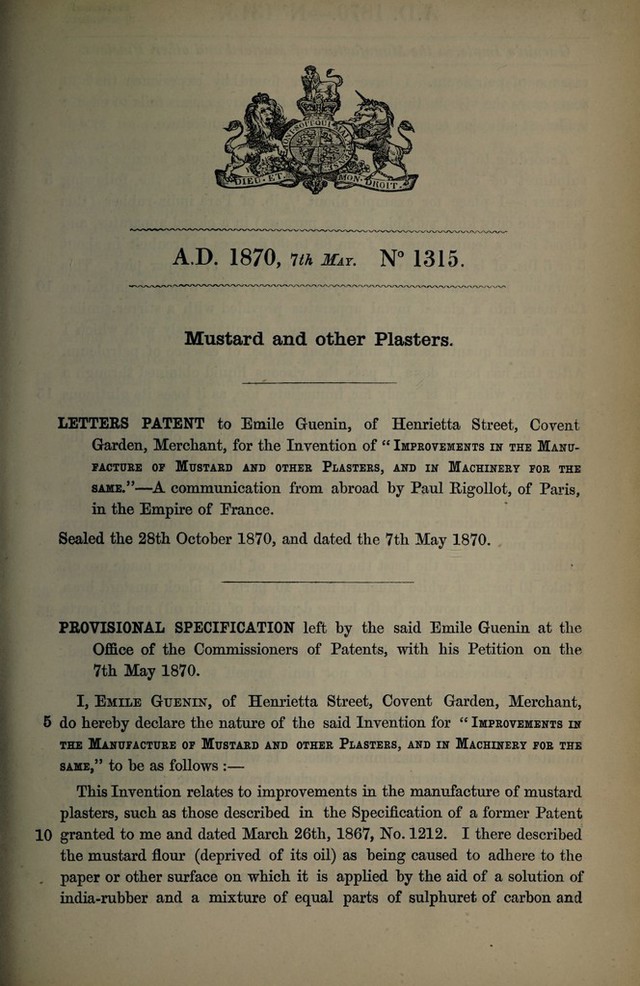 DIEU · ET · MON · DROIT ·
A.D. 1870, 7th MAY. No 1315.
Mustard and other Plasters.
LETTERS PATENT to Emile Guenin, of Henrietta Street, Covent
Garden, Merchant, for the Invention of “ IMPROVEMENTS IN THE MANU-
FACTURE OF MUSTARD AND OTHER PLASTERS, AND IN MACHINERY FOR THE
SAME.”—A communication from abroad by Paul Rigollot, of Paris,
in the Empire of France.
Sealed the 28th October 1870, and dated the 7th May 1870.
PROVISIONAL SPECIFICATION left by the said Emile Guenin at the
Office of the Commissioners of Patents, with his Petition on the
7th May 1870.
I, EMILE GUENIN, of Henrietta Street, Covent Garden, Merchant,
5 do hereby declare the nature of the said Invention for “ IMPROVEMENTS IN
THE MANUFACTURE OF MUSTARD AND OTHER PLASTERS, AND IN MACHINERY FOR THE
SAME,” to be as follows :—
This Invention relates to improvements in the manufacture of mustard
plasters, such as those described in the Specification of a former Patent
10 granted to me and dated March 26th, 1867, No. 1212. I there described
the mustard flour (deprived of its oil) as being caused to adhere to the
paper or other surface on which it is applied by the aid of a solution of
india-rubber and a mixture of equal parts of sulphuret of carbon and